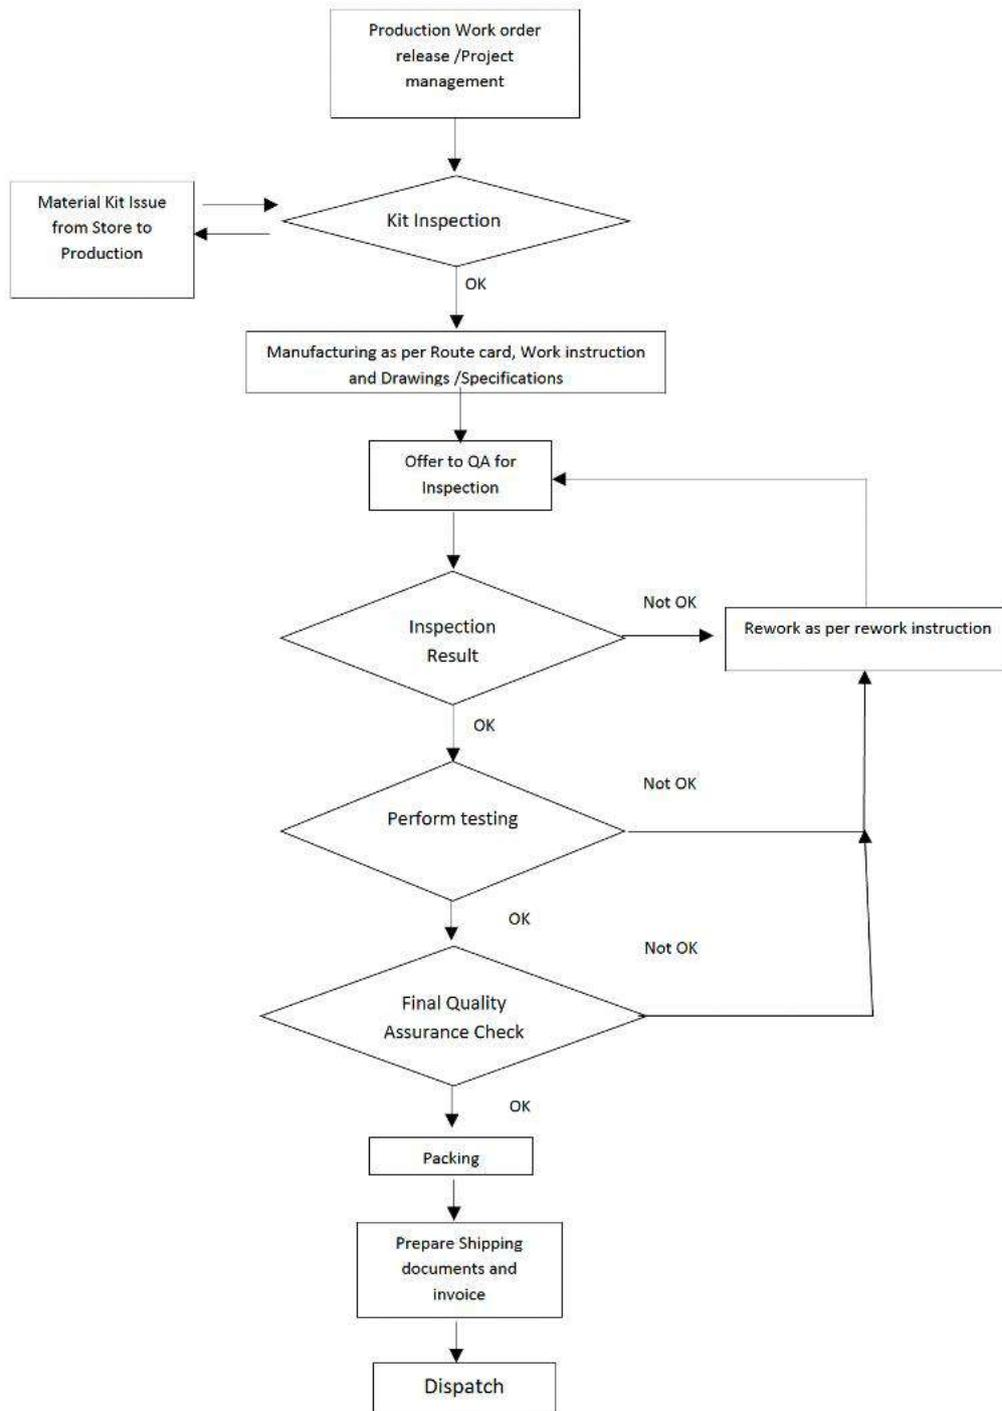 Production Work order
release /Project
management
Material Kit Issue
from Store to
Production
Kit Inspection
OK
Manufacturing as per Route card, Work instruction
and Drawings /Specifications
Offer to QA for
Inspection
Inspection
Result
Not OK
Rework as per rework instruction
OK
Perform testing
Not OK
OK
Final Quality
Assurance Check
Not OK
OK
Packing
Prepare Shipping
documents and
invoice
Dispatch